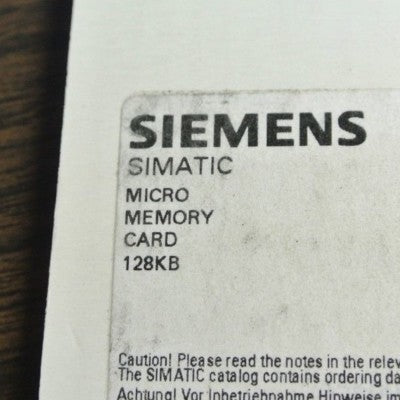 SIEMENS
SIMATIC
MICRO
MEMORY
CARD
128KB
Caution! Please read the notes in the relev
The SIMATIC catalog contains ordering da
Achtung! Vor Inbetriebnahme Hinweise im